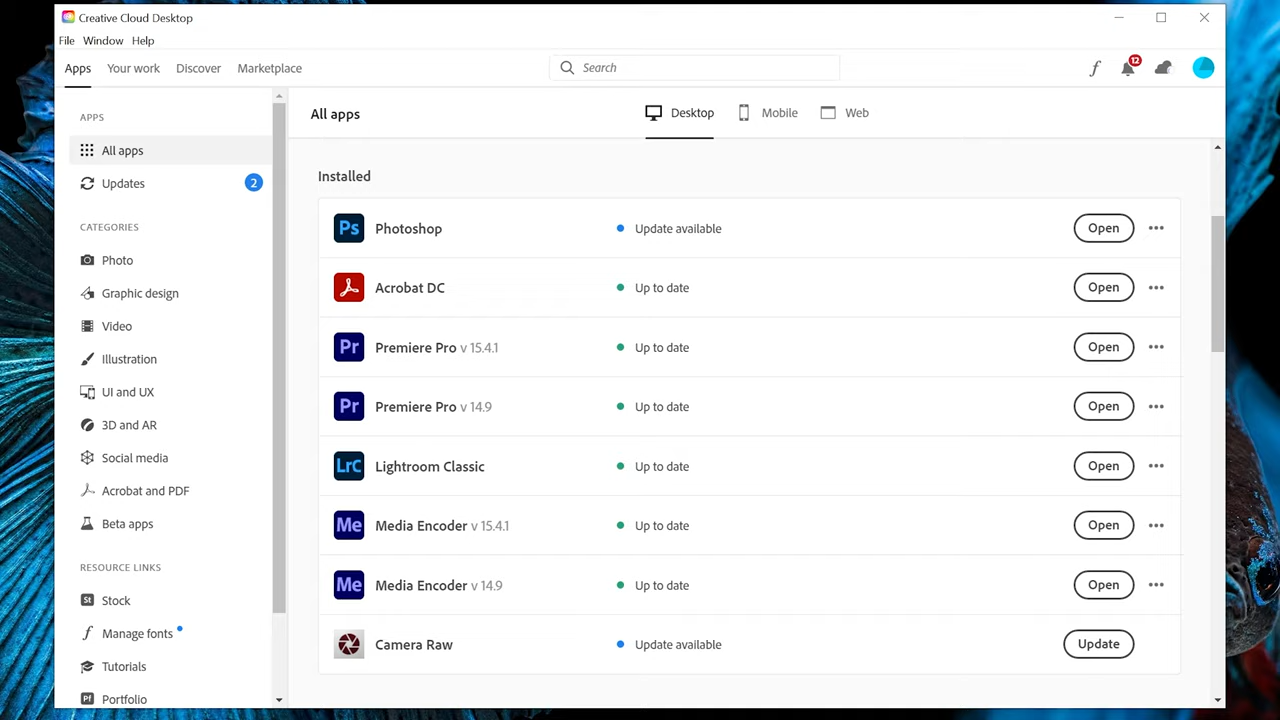 Creative Cloud Desktop
File Window Help
Apps Your work Discover Marketplace
Search
f 12
APPS
All apps
Updates 2
CATEGORIES
Photo
Graphic design
Video
Illustration
UI and UX
3D and AR
Social media
Acrobat and PDF
Beta apps
RESOURCE LINKS
St Stock
f Manage fonts
Tutorials
Pf Portfolio
All apps
Desktop Mobile Web
Installed
Ps Photoshop Update available Open
Acrobat DC Up to date Open
Pr Premiere Pro v 15.4.1 Up to date Open
Pr Premiere Pro v 14.9 Up to date Open
LrC Lightroom Classic Up to date Open
Me Media Encoder v 15.4.1 Up to date Open
Me Media Encoder v 14.9 Up to date Open
Camera Raw Update available Update